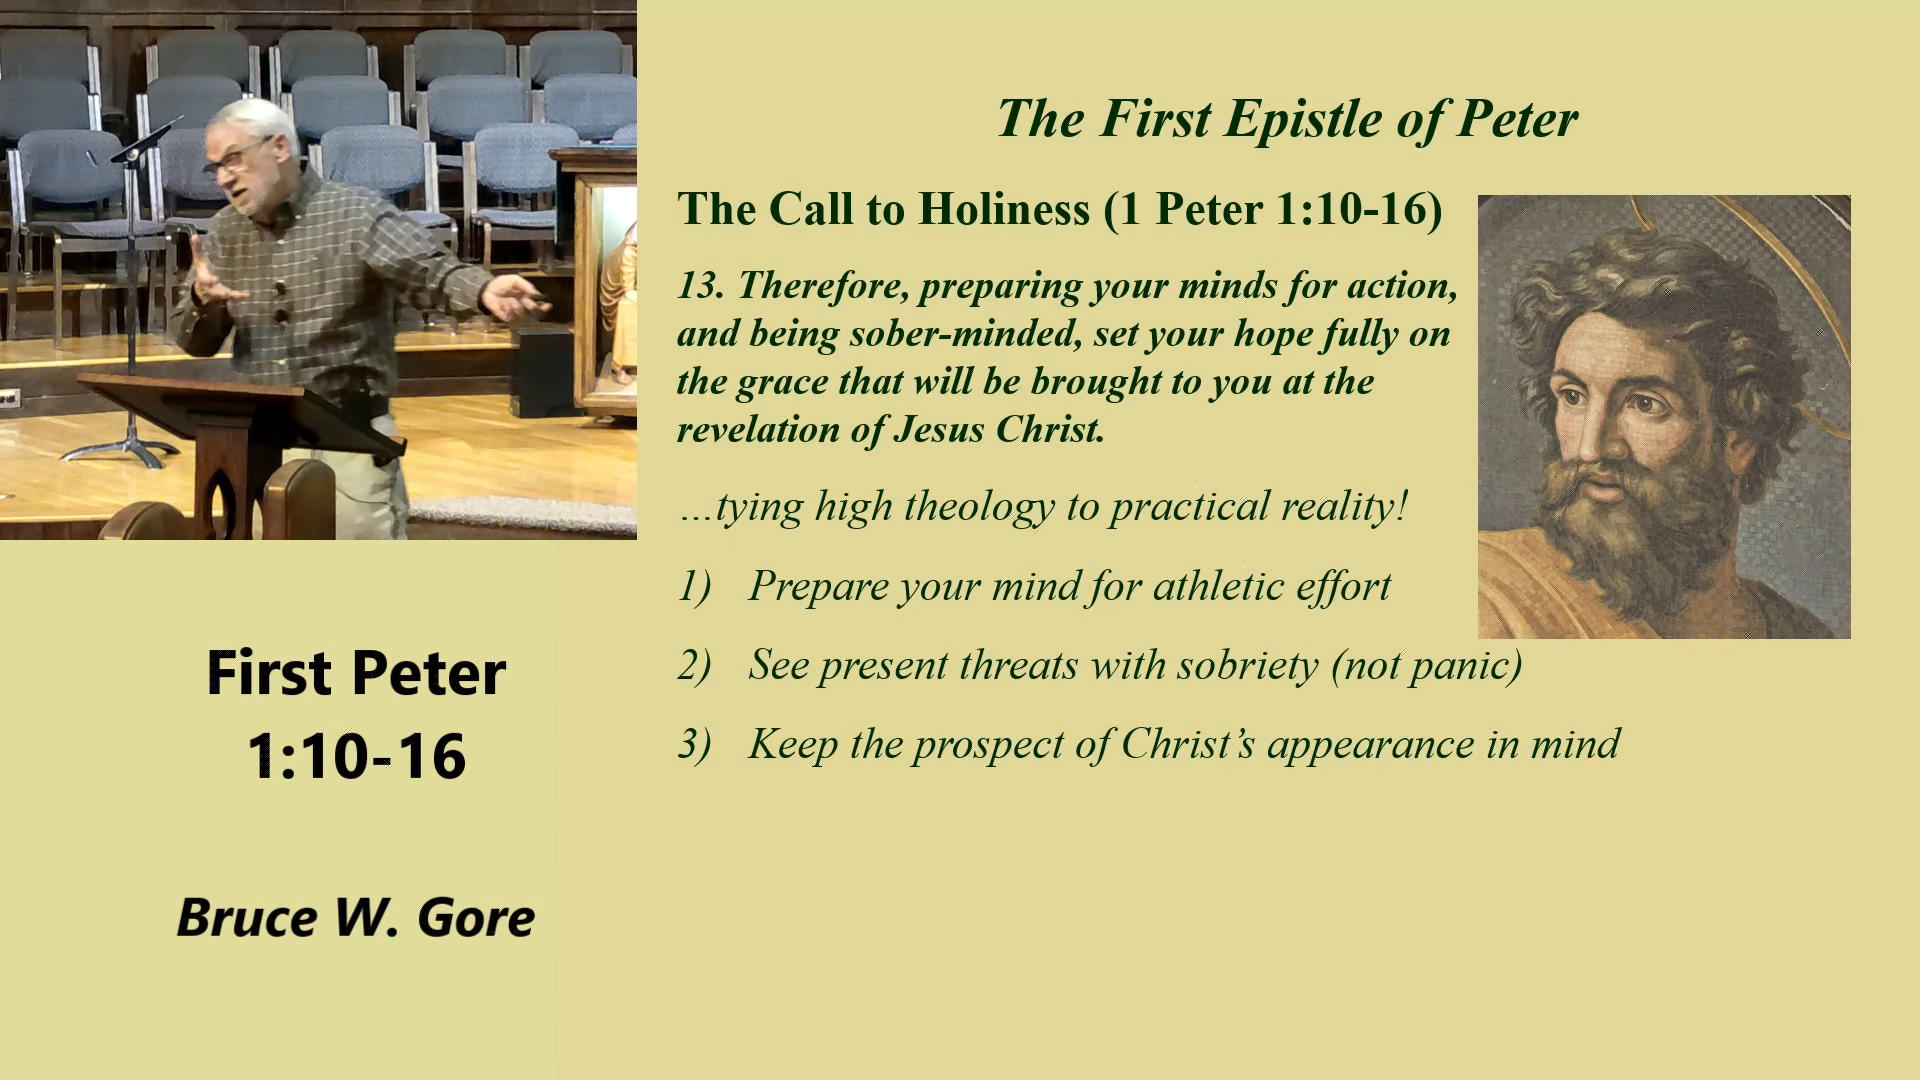 The First Epistle of Peter
The Call to Holiness (1 Peter 1:10-16)
13. Therefore, preparing your minds for action,
and being sober-minded, set your hope fully on
the grace that will be brought to you at the
revelation of Jesus Christ.
…tying high theology to practical reality!
1) Prepare your mind for athletic effort
2) See present threats with sobriety (not panic)
3) Keep the prospect of Christ’s appearance in mind
First Peter
1:10-16
Bruce W. Gore